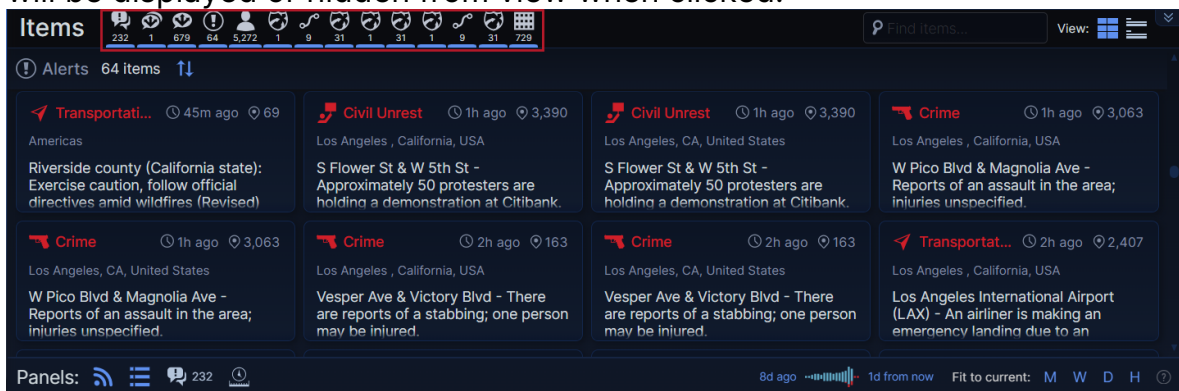 will be displayed or hidden from view when clicked.
Items 232 1 679 64 5,272 1 9 31 1 31 1 9 31 729 Find Items... View:
Alerts 64 items
Transportati... 45m ago 69
Americas
Riverside county (California state):
Exercise caution, follow official
directives amid wildfires (Revised)
Civil Unrest 1h ago 3,390
Los Angeles , California, USA
S Flower St & W 5th St -
Approximately 50 protesters are
holding a demonstration at Citibank.
Civil Unrest 1h ago 3,390
Los Angeles, CA, United States
S Flower St & W 5th St -
Approximately 50 protesters are
holding a demonstration at Citibank.
Crime 1h ago 3,063
Los Angeles , California, USA
W Pico Blvd & Magnolia Ave -
Reports of an assault in the area;
injuries unspecified.
Crime 1h ago 3,063
Los Angeles, CA, United States
W Pico Blvd & Magnolia Ave -
Reports of an assault in the area;
injuries unspecified.
Crime 2h ago 163
Los Angeles , California, USA
Vesper Ave & Victory Blvd - There
are reports of a stabbing; one person
may be injured.
Crime 2h ago 163
Los Angeles, CA, United States
Vesper Ave & Victory Blvd - There
are reports of a stabbing; one person
may be injured.
Transportat... 2h ago 2,407
Los Angeles , California, USA
Los Angeles International Airport
(LAX) - An airliner is making an
emergency landing due to an
Panels: 232 8d ago 1d from now Fit to current: M W D H